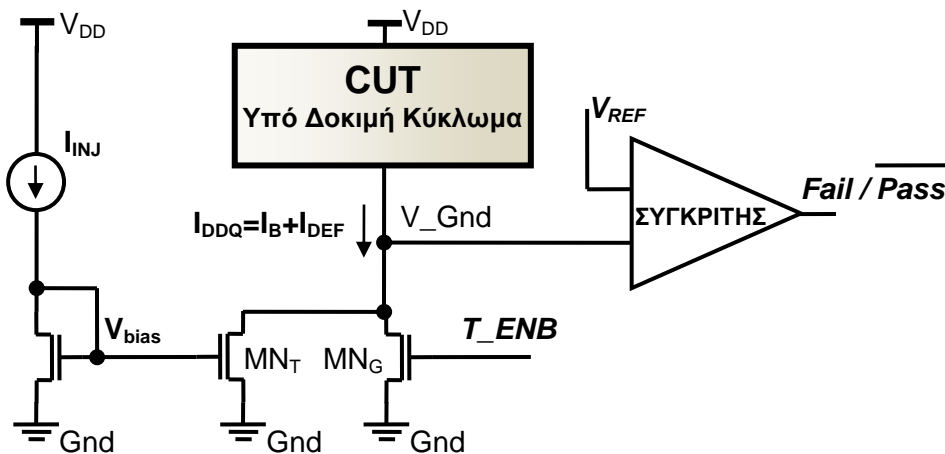 V_DD
V_DD
CUT
Υπό Δοκιμή Κύκλωμα
V_REF
I_INJ
Fail / P̅a̅s̅s̅
ΣΥΓΚΡΙΤΗΣ
I_DDQ=I_B+I_DEF
V_Gnd
V_bias
T_ENB
MN_T
MN_G
Gnd
Gnd
Gnd